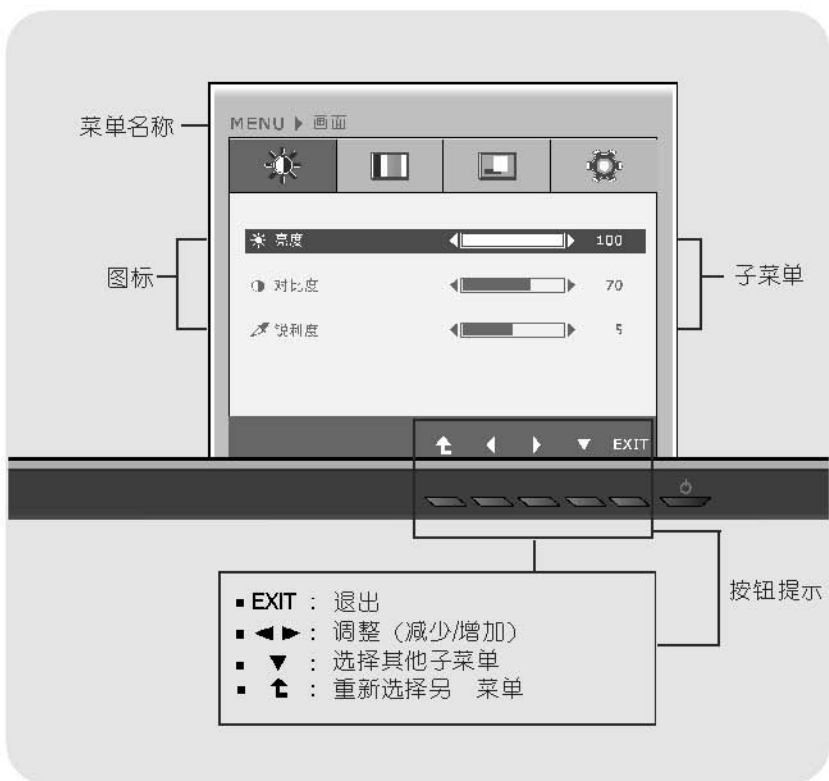 菜单名称
MENU ▶ 画面
图标
亮度 100
对比度 70
锐利度 5
子菜单
EXIT
按钮提示
▪ EXIT : 退出
▪ ◄ ► : 调整 (减少/增加)
▪ ▼ : 选择其他子菜单
▪ : 重新选择另 菜单